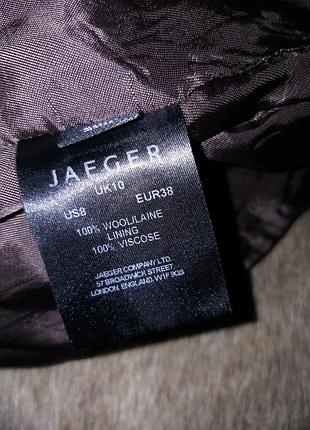 JAEGER
UK10
US8 EUR38
100% WOOL/LAINE
LINING
100% VISCOSE
JAEGER COMPANY LTD.
57 BROADWICK STREET
LONDON, ENGLAND, W1F 9QS